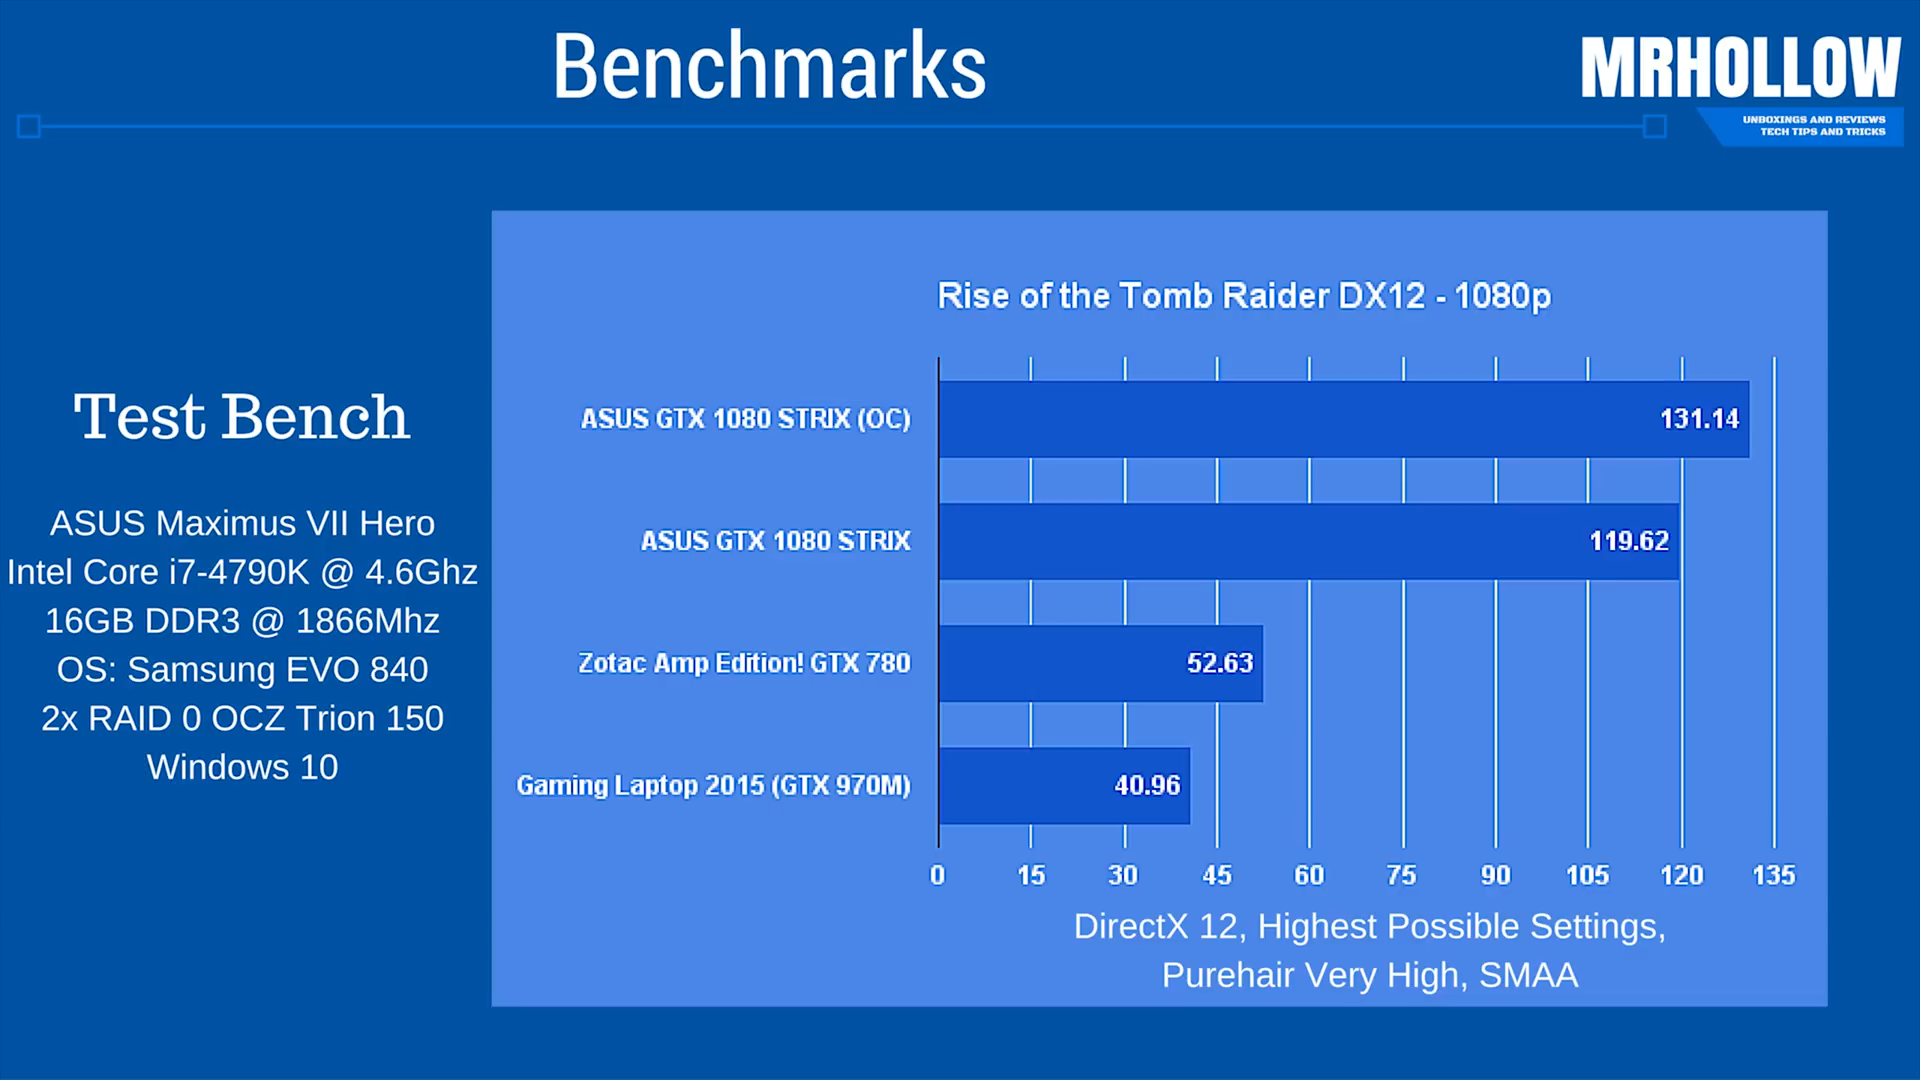 Benchmarks
MRHOLLOW
UNBOXINGS AND REVIEWS
TECH TIPS AND TRICKS
Test Bench
ASUS Maximus VII Hero
Intel Core i7-4790K @ 4.6Ghz
16GB DDR3 @ 1866Mhz
OS: Samsung EVO 840
2x RAID 0 OCZ Trion 150
Windows 10
Rise of the Tomb Raider DX12 - 1080p
ASUS GTX 1080 STRIX (OC) 131.14
ASUS GTX 1080 STRIX 119.62
Zotac Amp Edition! GTX 780 52.63
Gaming Laptop 2015 (GTX 970M) 40.96
0 15 30 45 60 75 90 105 120 135
DirectX 12, Highest Possible Settings,
Purehair Very High, SMAA